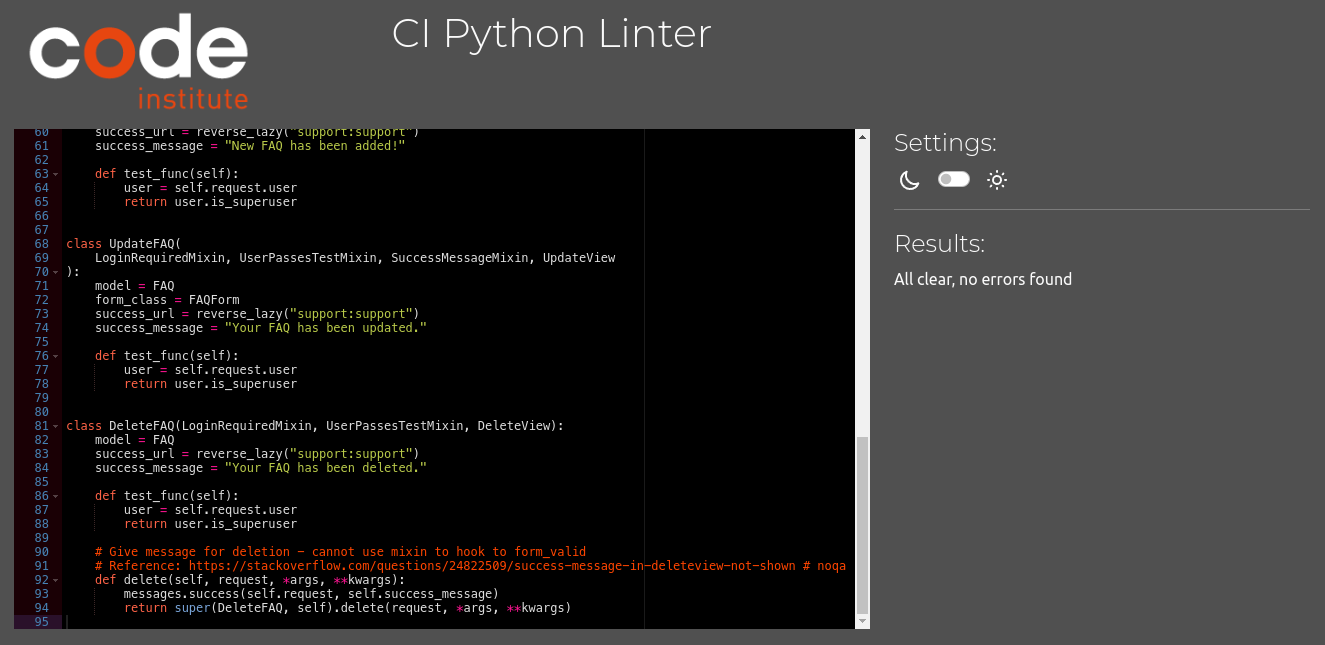 code
institute
CI Python Linter
60 success_url = reverse_lazy("support:support")
61 success_message = "New FAQ has been added!"
62
63 def test_func(self):
64 user = self.request.user
65 return user.is_superuser
66
67
68 class UpdateFAQ(
69 LoginRequiredMixin, UserPassesTestMixin, SuccessMessageMixin, UpdateView
70 ):
71 model = FAQ
72 form_class = FAQForm
73 success_url = reverse_lazy("support:support")
74 success_message = "Your FAQ has been updated."
75
76 def test_func(self):
77 user = self.request.user
78 return user.is_superuser
79
80
81 class DeleteFAQ(LoginRequiredMixin, UserPassesTestMixin, DeleteView):
82 model = FAQ
83 success_url = reverse_lazy("support:support")
84 success_message = "Your FAQ has been deleted."
85
86 def test_func(self):
87 user = self.request.user
88 return user.is_superuser
89
90 # Give message for deletion - cannot use mixin to hook to form_valid
91 # Reference: https://stackoverflow.com/questions/24822509/success-message-in-deleteview-not-shown # noqa
92 def delete(self, request, *args, **kwargs):
93 messages.success(self.request, self.success_message)
94 return super(DeleteFAQ, self).delete(request, *args, **kwargs)
95
Settings:
Results:
All clear, no errors found